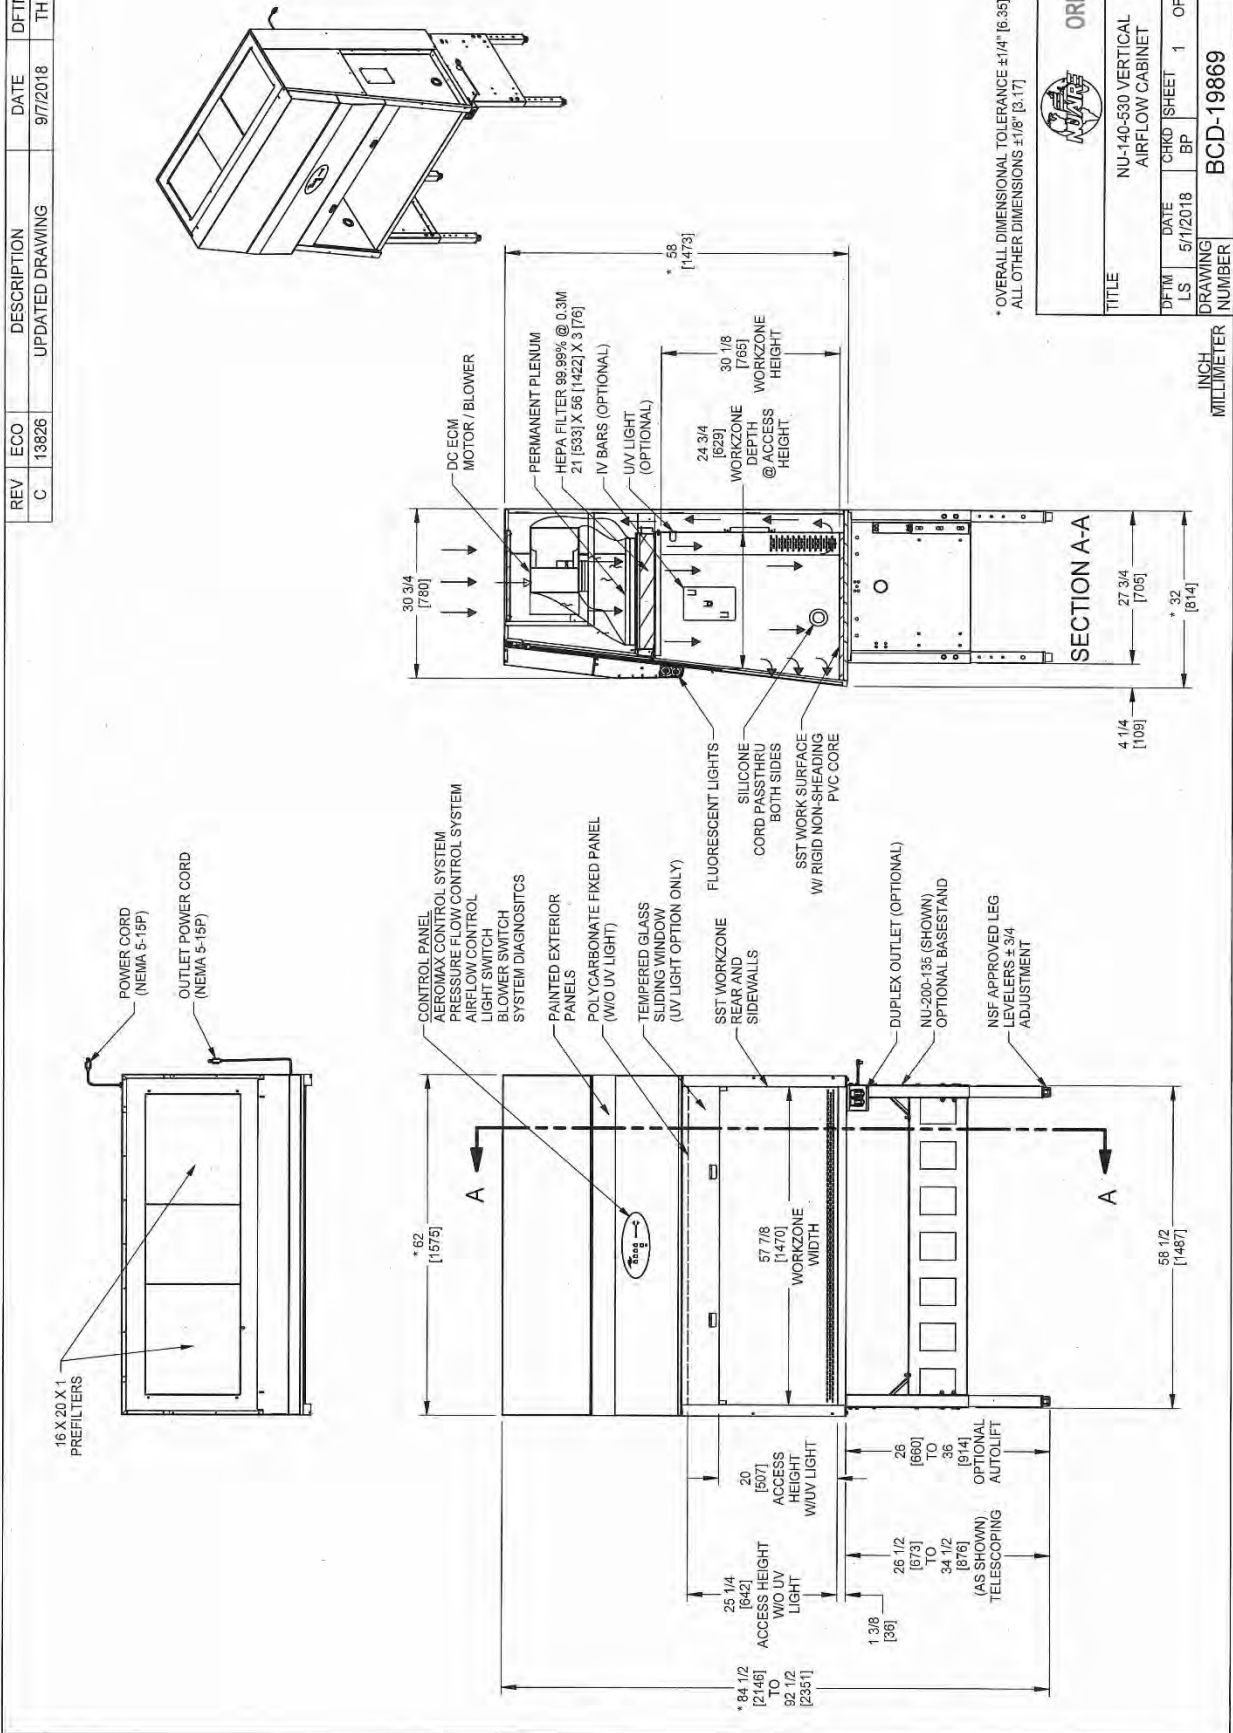 REV ECO DESCRIPTION DATE
C 13826 UPDATED DRAWING 9/7/2018 TH
16 X 20 X 1
PREFILTERS
POWER CORD
(NEMA 5-15P)
OUTLET POWER CORD
(NEMA 5-15P)
* 62
[1575]
A
A
CONTROL PANEL
AEROMAX CONTROL SYSTEM
PRESSURE FLOW CONTROL SYSTEM
AIRFLOW CONTROL
LIGHT SWITCH
BLOWER SWITCH
SYSTEM DIAGNOSITCS
PAINTED EXTERIOR
PANELS
POLYCARBONATE FIXED PANEL
(W/O UV LIGHT)
TEMPERED GLASS
SLIDING WINDOW
(UV LIGHT OPTION ONLY)
SST WORKZONE
REAR AND
SIDEWALLS
DUPLEX OUTLET (OPTIONAL)
NU-200-135 (SHOWN)
OPTIONAL BASESTAND
NSF APPROVED LEG
LEVELERS ± 3/4
ADJUSTMENT
57 7/8
[1470]
WORKZONE
WIDTH
58 1/2
[1487]
20
[507]
ACCESS
HEIGHT
W/UV LIGHT
26
[660]
TO
36
[914]
OPTIONAL
AUTOLIFT
25 1/4
[642]
ACCESS HEIGHT
W/O UV
LIGHT
1 3/8
[36]
26 1/2
[673]
TO
34 1/2
[876]
(AS SHOWN)
TELESCOPING
* 84 1/2
[2146]
TO
92 1/2
[2351]
30 3/4
[780]
DC ECM
MOTOR / BLOWER
PERMANENT PLENUM
HEPA FILTER 99.99% @ 0.3M
21 [533] X 56 [1422] X 3 [76]
IV BARS (OPTIONAL)
U/V LIGHT
(OPTIONAL)
* 58
[1473]
30 1/8
[765]
WORKZONE
HEIGHT
24 3/4
[629]
WORKZONE
DEPTH
@ ACCESS
HEIGHT
FLUORESCENT LIGHTS
SILICONE
CORD PASSTHRU
BOTH SIDES
SST WORK SURFACE
W/ RIGID NON-SHEADING
PVC CORE
SECTION A-A
27 3/4
[705]
* 32
[814]
4 1/4
[109]
* OVERALL DIMENSIONAL TOLERANCE ±1/4" [6.35]
ALL OTHER DIMENSIONS ±1/8" [3.17]
NUAIRE
TITLE
NU-140-530 VERTICAL
AIRFLOW CABINET
DFTM DATE CHKD SHEET 1
LS 5/1/2018 BP
DRAWING
NUMBER
BCD-19869
INCH
MILLIMETER